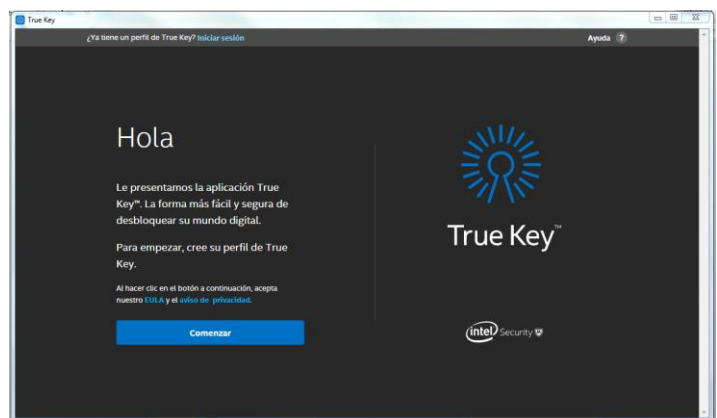 True Key
¿Ya tiene un perfil de True Key? Iniciar sesión
Ayuda ?
Hola
Le presentamos la aplicación True
Key™. La forma más fácil y segura de
desbloquear su mundo digital.
Para empezar, cree su perfil de True
Key.
Al hacer clic en el botón a continuación, acepta
nuestro EULA y el aviso de privacidad.
Comenzar
True Key™
intel Security